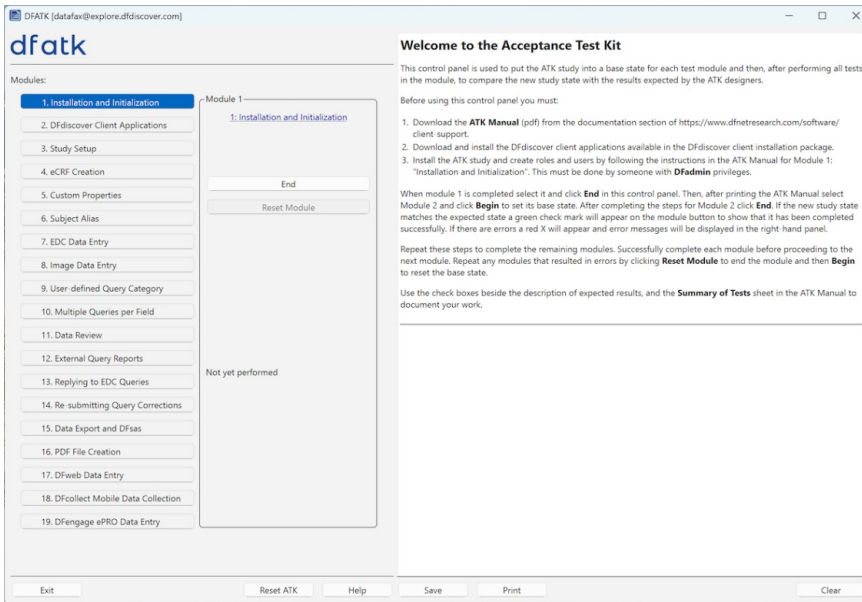 DFATK [datafax@explore.dfdiscover.com]
dfatk
Modules:
1. Installation and Initialization
2. DFdiscover Client Applications
3. Study Setup
4. eCRF Creation
5. Custom Properties
6. Subject Alias
7. EDC Data Entry
8. Image Data Entry
9. User-defined Query Category
10. Multiple Queries per Field
11. Data Review
12. External Query Reports
13. Replying to EDC Queries
14. Re-submitting Query Corrections
15. Data Export and DFsas
16. PDF File Creation
17. DFweb Data Entry
18. DFcollect Mobile Data Collection
19. DFengage ePRO Data Entry
Module 1
1: Installation and Initialization
End
Reset Module
Not yet performed
Welcome to the Acceptance Test Kit
This control panel is used to put the ATK study into a base state for each test module and then, after performing all tests
in the module, to compare the new study state with the results expected by the ATK designers.
Before using this control panel you must:
1. Download the ATK Manual (pdf) from the documentation section of https://www.dfnetresearch.com/software/
client-support.
2. Download and install the DFdiscover client applications available in the DFdiscover client installation package.
3. Install the ATK study and create roles and users by following the instructions in the ATK Manual for Module 1:
"Installation and Initialization". This must be done by someone with DFadmin privileges.
When module 1 is completed select it and click End in this control panel. Then, after printing the ATK Manual select
Module 2 and click Begin to set its base state. After completing the steps for Module 2 click End. If the new study state
matches the expected state a green check mark will appear on the module button to show that it has been completed
successfully. If there are errors a red X will appear and error messages will be displayed in the right-hand panel.
Repeat these steps to complete the remaining modules. Successfully complete each module before proceeding to the
next module. Repeat any modules that resulted in errors by clicking Reset Module to end the module and then Begin
to reset the base state.
Use the check boxes beside the description of expected results, and the Summary of Tests sheet in the ATK Manual to
document your work.
Exit
Reset ATK
Help
Save
Print
Clear